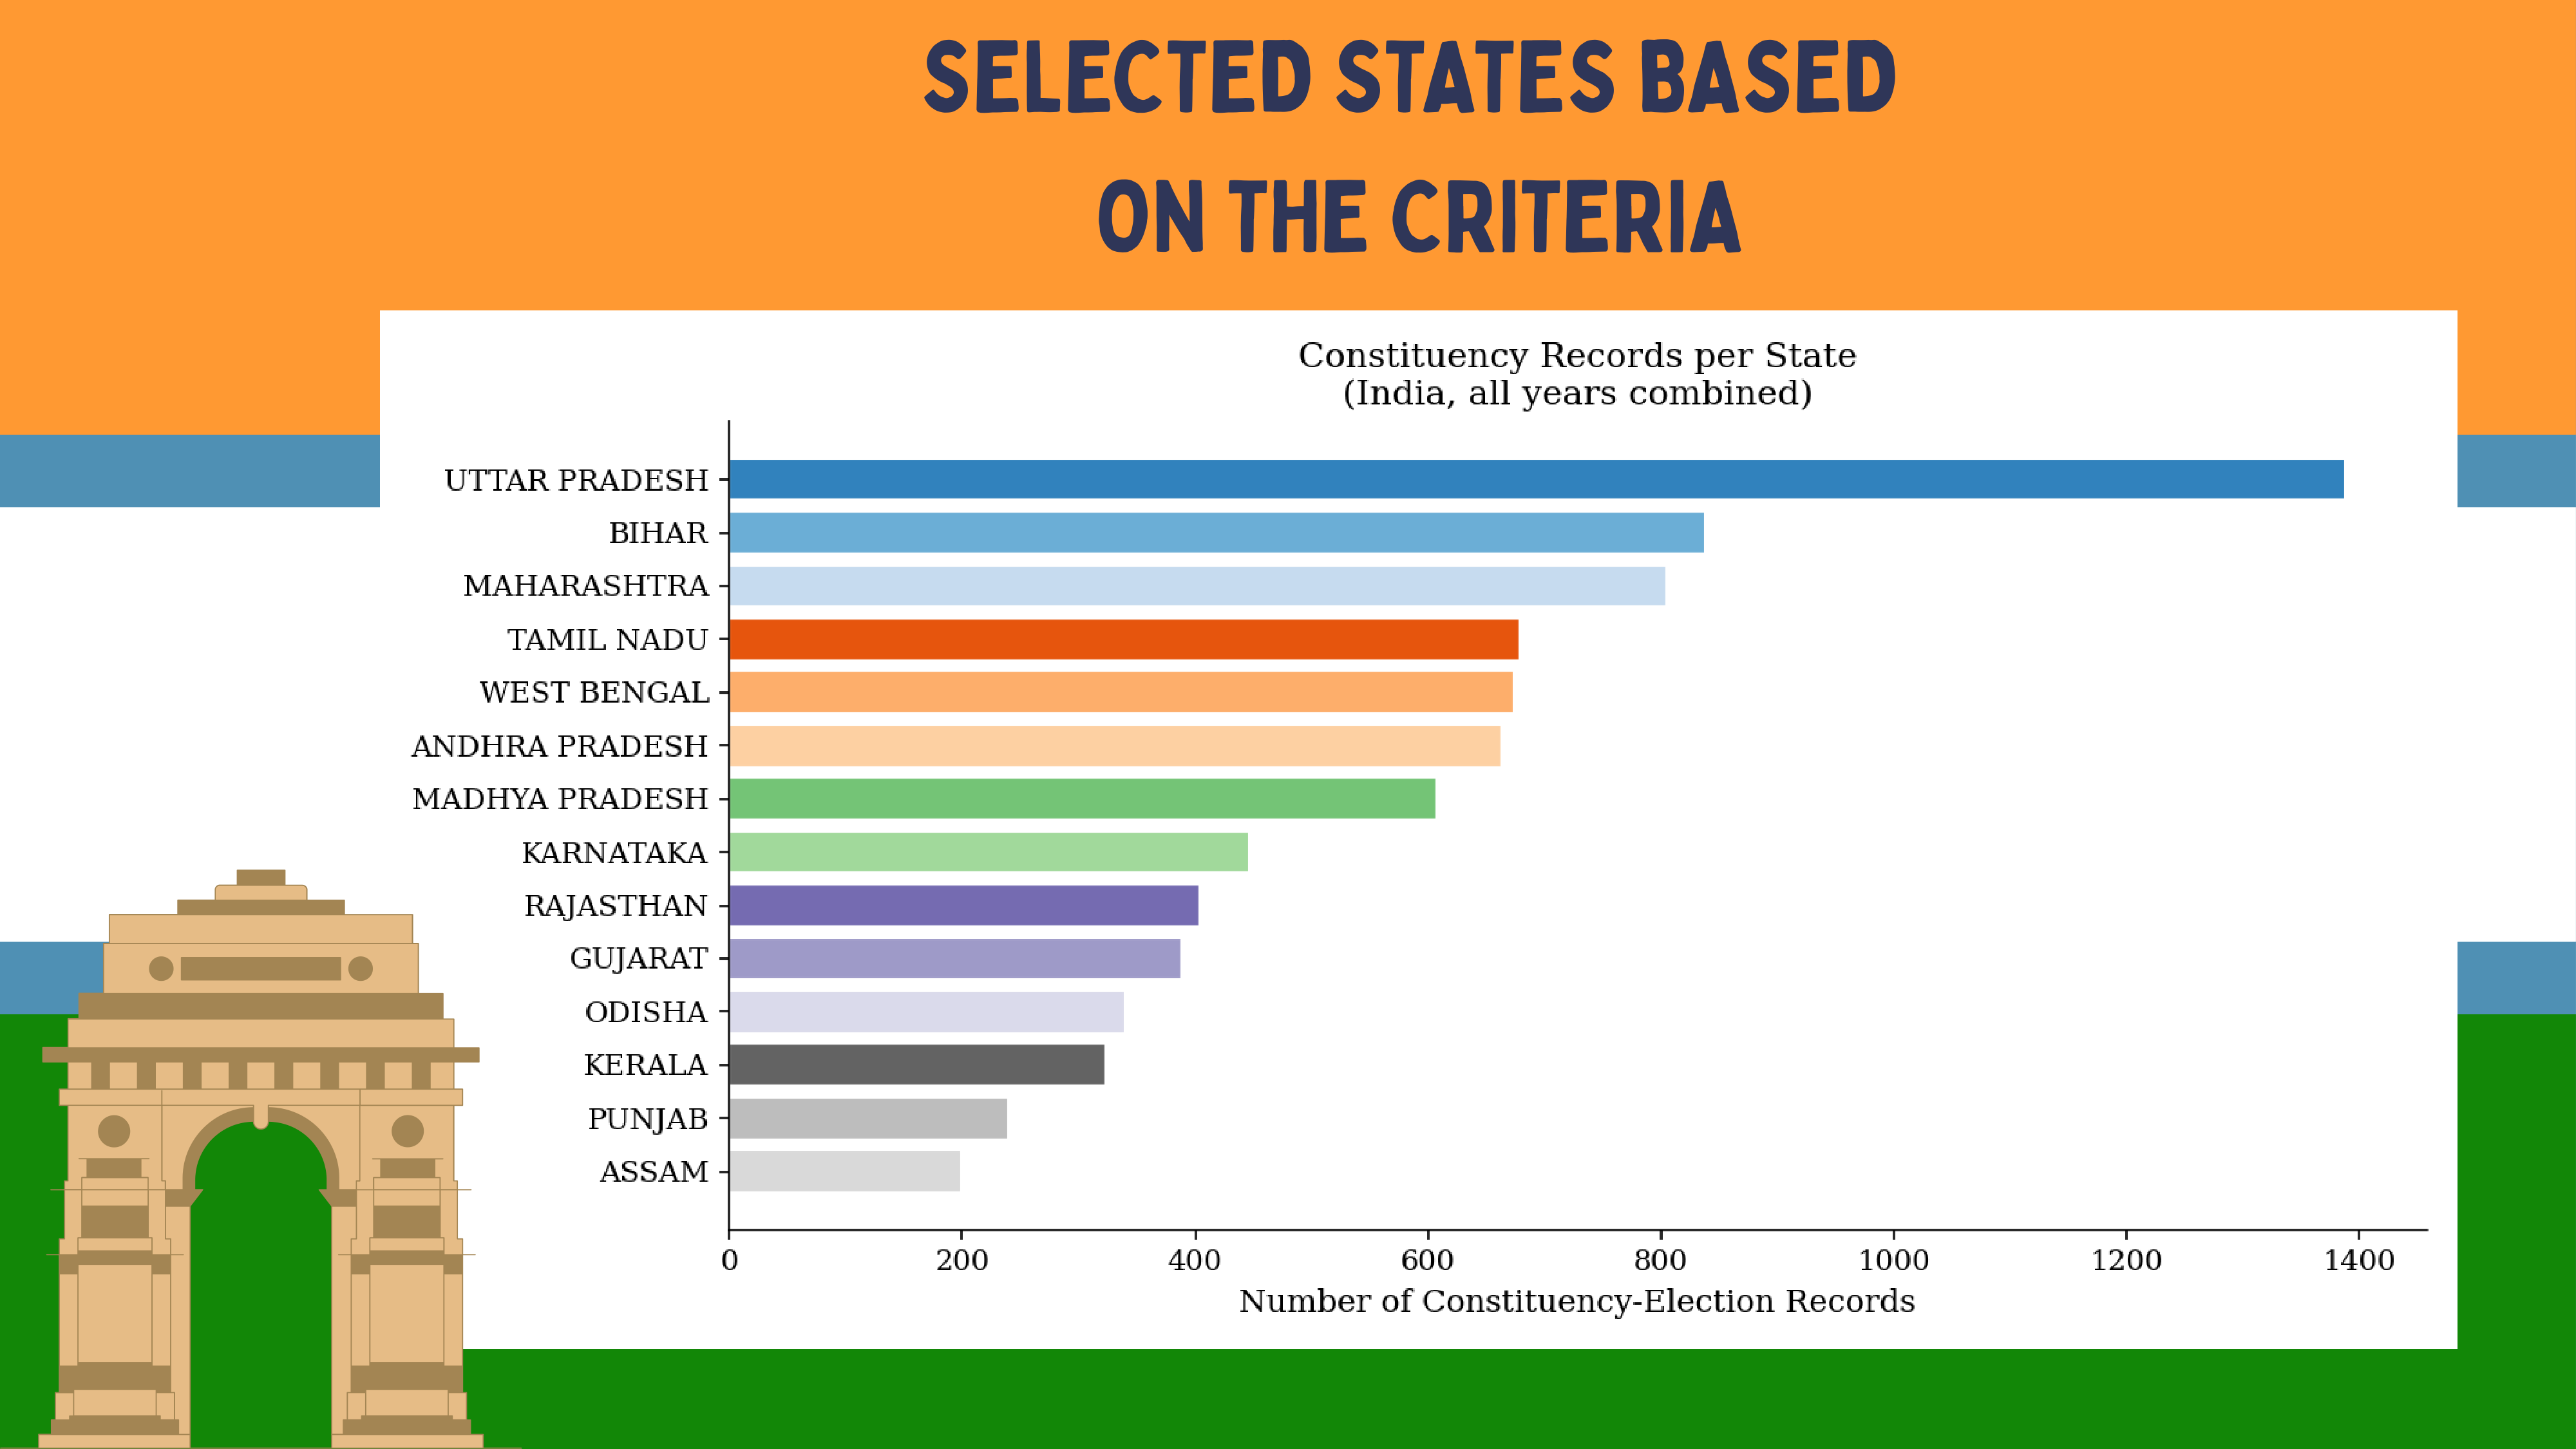 SELECTED STATES BASED
ON THE CRITERIA
Constituency Records per State
(India, all years combined)
UTTAR PRADESH
BIHAR
MAHARASHTRA
TAMIL NADU
WEST BENGAL
ANDHRA PRADESH
MADHYA PRADESH
KARNATAKA
RAJASTHAN
GUJARAT
ODISHA
KERALA
PUNJAB
ASSAM
0 200 400 600 800 1000 1200 1400
Number of Constituency-Election Records